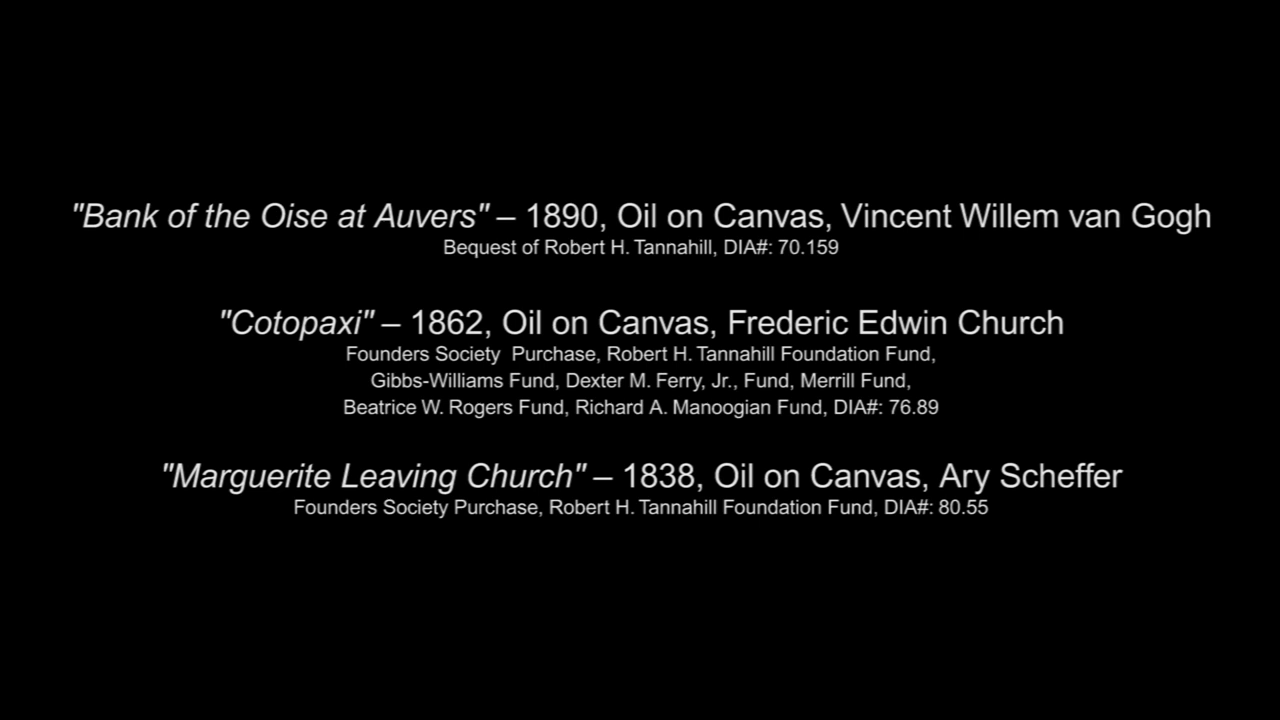 "Bank of the Oise at Auvers" – 1890, Oil on Canvas, Vincent Willem van Gogh
Bequest of Robert H. Tannahill, DIA#: 70.159
"Cotopaxi" – 1862, Oil on Canvas, Frederic Edwin Church
Founders Society  Purchase, Robert H. Tannahill Foundation Fund,
Gibbs-Williams Fund, Dexter M. Ferry, Jr., Fund, Merrill Fund,
Beatrice W. Rogers Fund, Richard A. Manoogian Fund, DIA#: 76.89
"Marguerite Leaving Church" – 1838, Oil on Canvas, Ary Scheffer
Founders Society Purchase, Robert H. Tannahill Foundation Fund, DIA#: 80.55